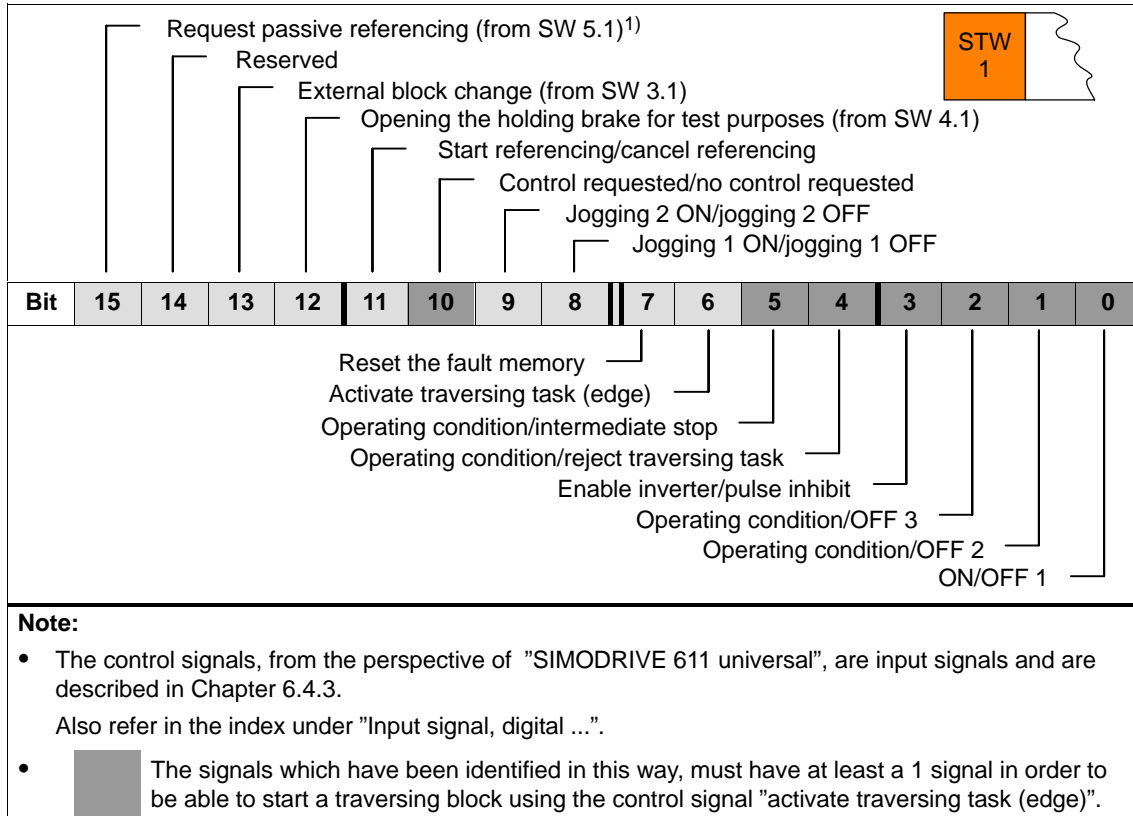 Request passive referencing (from SW 5.1)1)
STW
1
Reserved
External block change (from SW 3.1)
Opening the holding brake for test purposes (from SW 4.1)
Start referencing/cancel referencing
Control requested/no control requested
Jogging 2 ON/jogging 2 OFF
Jogging 1 ON/jogging 1 OFF
Bit 15 14 13 12 11 10 9 8 7 6 5 4 3 2 1 0
Reset the fault memory
Activate traversing task (edge)
Operating condition/intermediate stop
Operating condition/reject traversing task
Enable inverter/pulse inhibit
Operating condition/OFF 3
Operating condition/OFF 2
ON/OFF 1
Note:
• The control signals, from the perspective of ”SIMODRIVE 611 universal”, are input signals and are
described in Chapter 6.4.3.
Also refer in the index under ”Input signal, digital ...”.
• The signals which have been identified in this way, must have at least a 1 signal in order to
be able to start a traversing block using the control signal ”activate traversing task (edge)”.